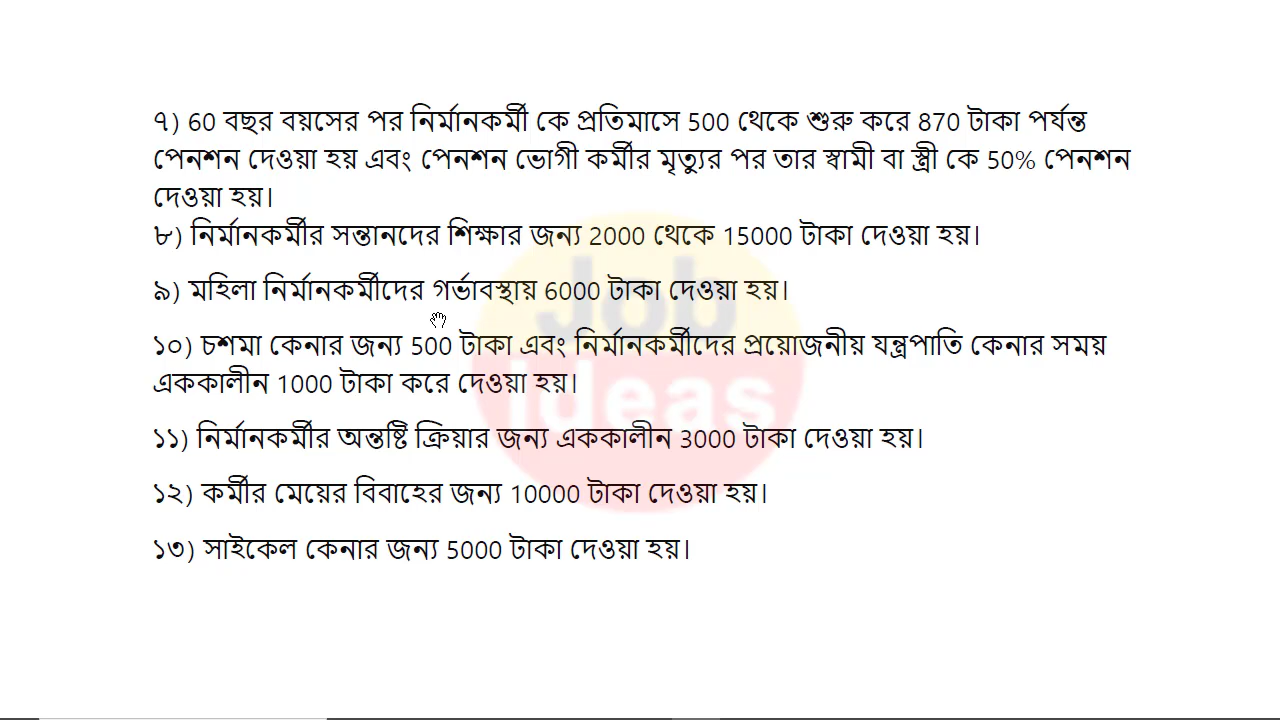 ৭) 60 বছর বয়সের পর নির্মানকর্মী কে প্রতিমাসে 500 থেকে শুরু করে 870 টাকা পর্যন্ত
পেনশন দেওয়া হয় এবং পেনশন ভোগী কর্মীর মৃত্যুর পর তার স্বামী বা স্ত্রী কে 50% পেনশন
দেওয়া হয়।
৮) নির্মানকর্মীর সন্তানদের শিক্ষার জন্য 2000 থেকে 15000 টাকা দেওয়া হয়।
৯) মহিলা নির্মানকর্মীদের গর্ভাবস্থায় 6000 টাকা দেওয়া হয়।
১০) চশমা কেনার জন্য 500 টাকা এবং নির্মানকর্মীদের প্রয়োজনীয় যন্ত্রপাতি কেনার সময়
এককালীন 1000 টাকা করে দেওয়া হয়।
১১) নির্মানকর্মীর অন্তষ্টি ক্রিয়ার জন্য এককালীন 3000 টাকা দেওয়া হয়।
১২) কর্মীর মেয়ের বিবাহের জন্য 10000 টাকা দেওয়া হয়।
১৩) সাইকেল কেনার জন্য 5000 টাকা দেওয়া হয়।
Job
Ideas